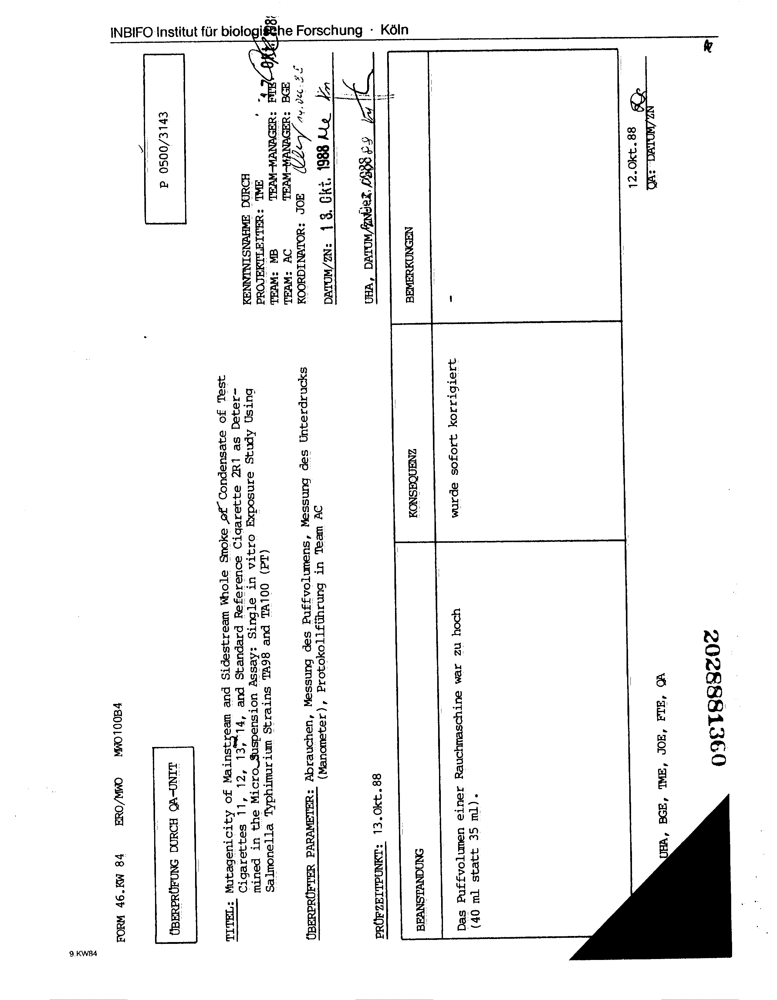 INBIFO Institut für biologische Forschung · Köln
FORM 46.KW 84 ERO/MWO MWO100B4
ÜBERPRÜFUNG DURCH QA-UNIT
P 0500/3143
TITEL: Mutagenicity of Mainstream and Sidestream Whole Smoke of Condensate of Test
Cigarettes 11, 12, 13, 14, and Standard Reference Cigarette 2R1 as Deter-
mined in the Micro Suspension Assay: Single in vitro Exposure Study Using
Salmonella Typhimurium Strains TA98 and TA100 (PT)
KENNTNISNAHME DURCH
PROJEKTLEITER: TME
TEAM: MB TEAM-MANAGER: FTE
TEAM: AC TEAM-MANAGER: BGE
KOORDINATOR: JOE
DATUM/ZN: 18. Okt. 1988
UHA, DATUM/ZN:
ÜBERPRÜFTER PARAMETER: Abrauchen, Messung des Puffvolumens, Messung des Unterdrucks
(Manometer), Protokollführung in Team AC
PRÜFZEITPUNKT: 13.Okt.88
BEANSTANDUNG KONSEQUENZ BEMERKUNGEN
Das Puffvolumen einer Rauchmaschine war zu hoch wurde sofort korrigiert -
(40 ml statt 35 ml).
12.Okt.88
QA: DATUM/ZN
UHA, BGE, TME, JOE, FTE, QA
2028881360
9.KW84